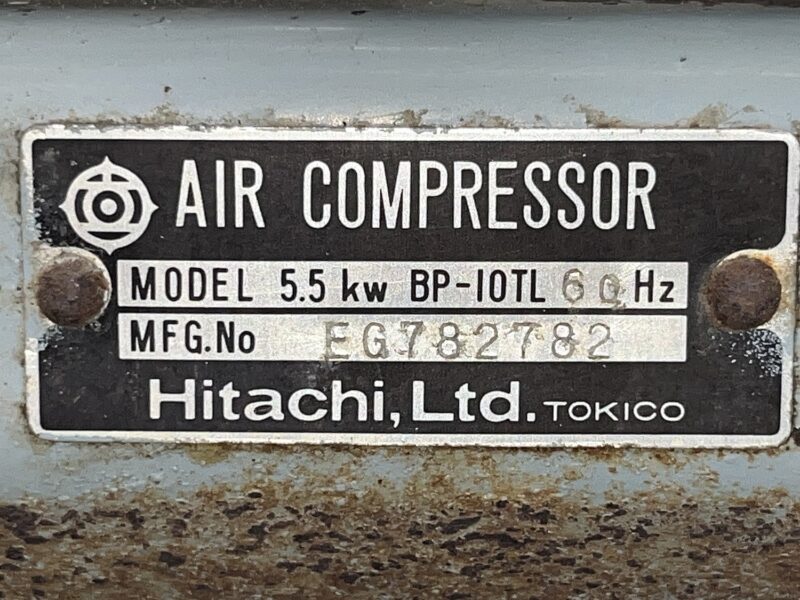 AIR COMPRESSOR
MODEL 5.5 kw BP-10TL 60 Hz
MFG.No EG782782
Hitachi, Ltd. TOKICO